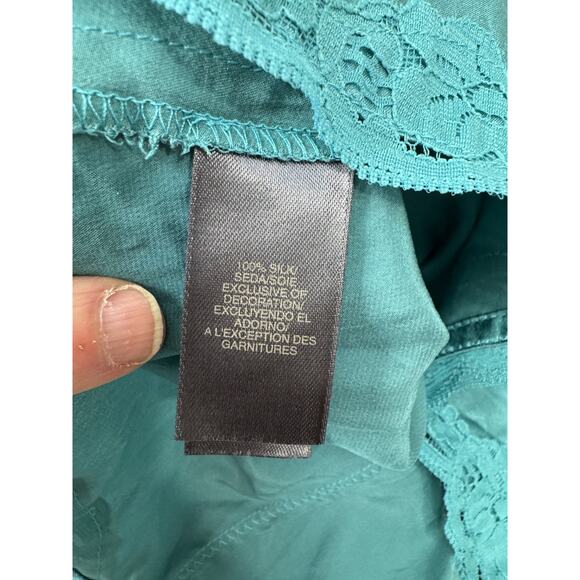 100% SILK/
SEDA/SOIE
EXCLUSIVE OF
DECORATION/
EXCLUYENDO EL
ADORNO/
A L'EXCEPTION DES
GARNITURES